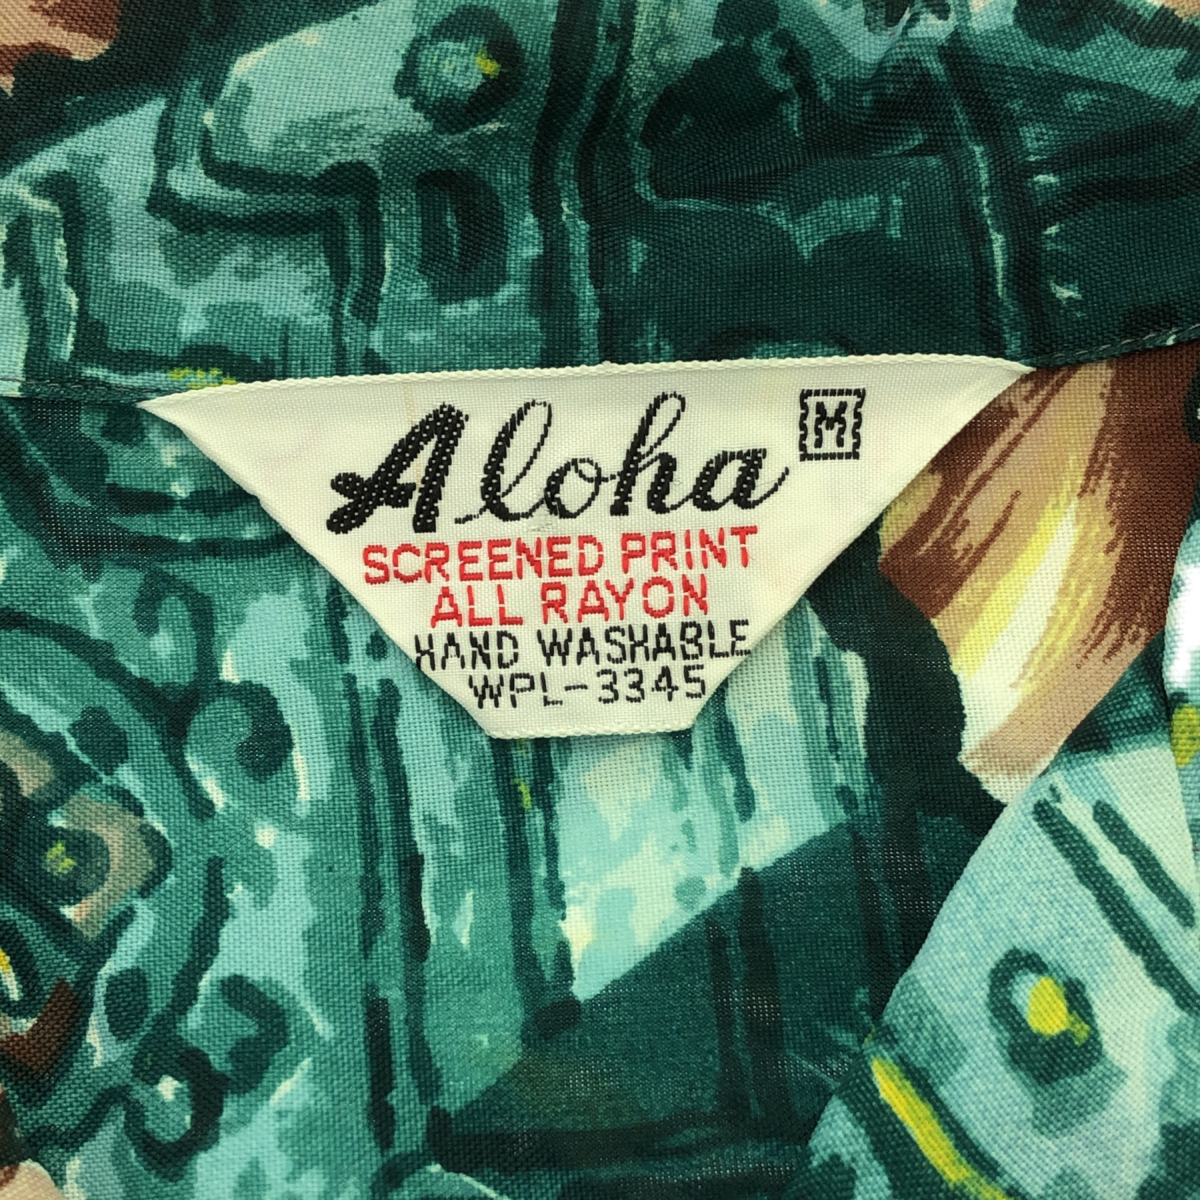 Aloha M
SCREENED PRINT
ALL RAYON
HAND WASHABLE
WPL-3345